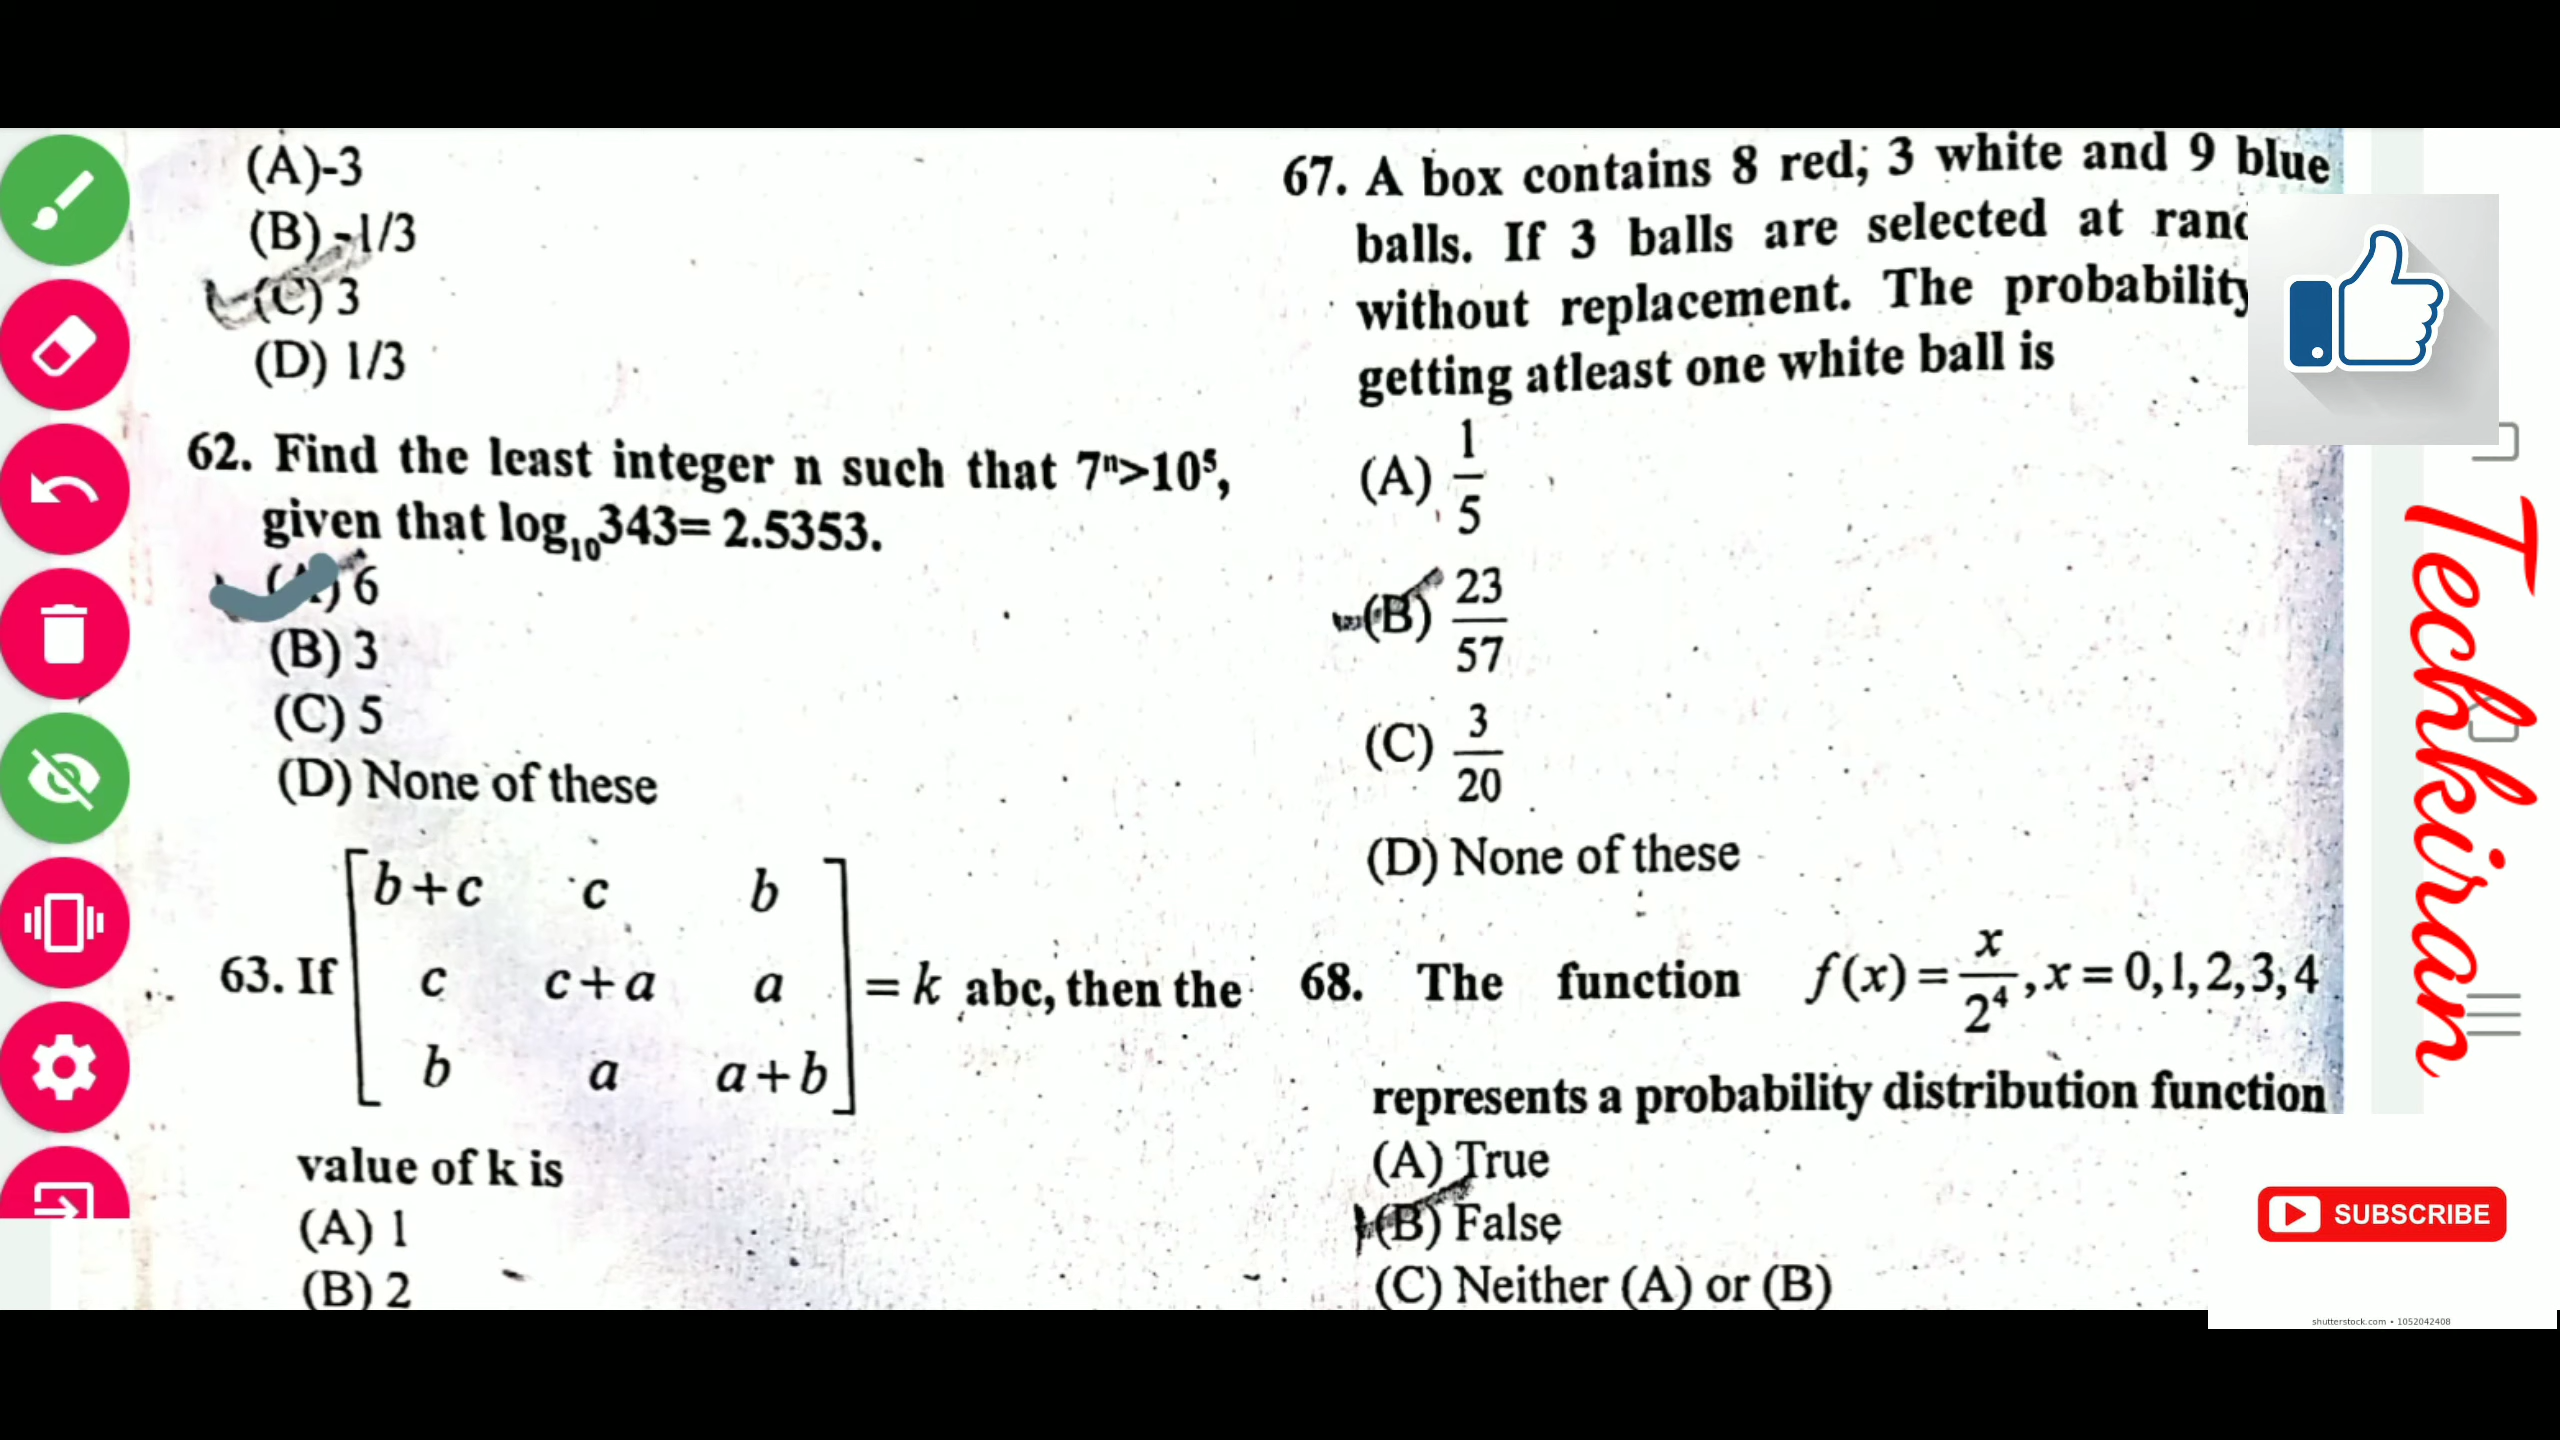 (A)-3
(B) -1/3
(C) 3
(D) 1/3
62. Find the least integer n such that 7ⁿ>10⁵,
given that log₁₀343= 2.5353.
(A) 6
(B) 3
(C) 5
(D) None of these
b+c c b
63. If c c+a a = k abc, then the
b a a+b
value of k is
(A) 1
(B) 2
67. A box contains 8 red, 3 white and 9 blue
balls. If 3 balls are selected at
without replacement. The probability
getting atleast one white ball is
(A) 1/5
(B) 23/57
(C) 3/20
(D) None of these
68. The function f(x) = x/2⁴, x = 0,1,2,3,4
represents a probability distribution function
(A) True
(B) False
(C) Neither (A) or (B)
Techkiran
SUBSCRIBE
shutterstock.com • 1052042408